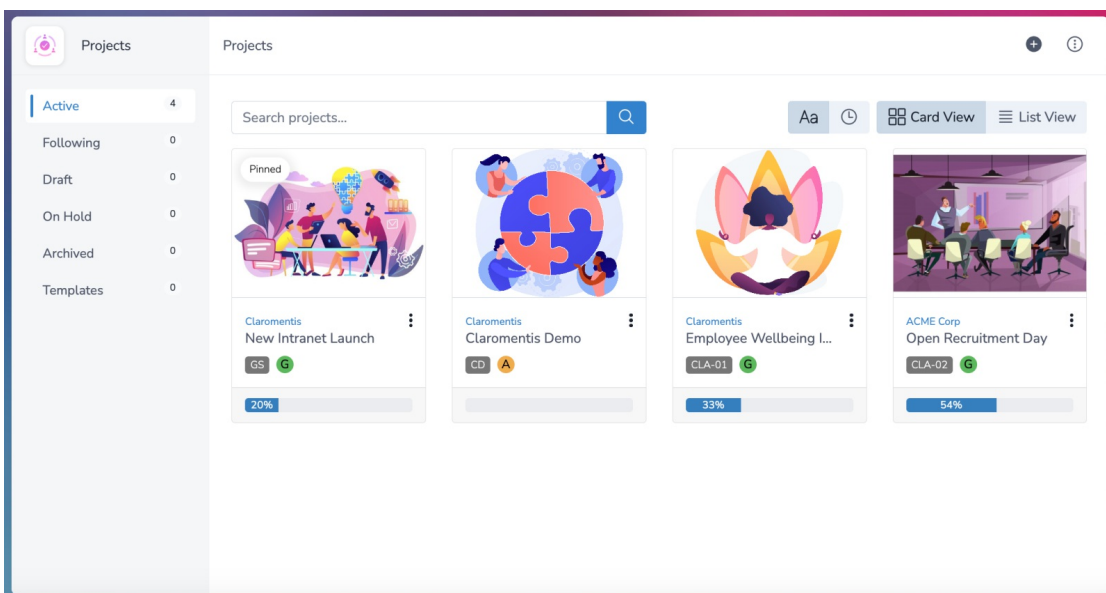 Projects
Projects
Active 4
Following 0
Draft 0
On Hold 0
Archived 0
Templates 0
Search projects...
Aa
Card View
List View
Pinned
Claromentis
New Intranet Launch
GS G
20%
Claromentis
Claromentis Demo
CD A
Claromentis
Employee Wellbeing I...
CLA-01 G
33%
ACME Corp
Open Recruitment Day
CLA-02 G
54%